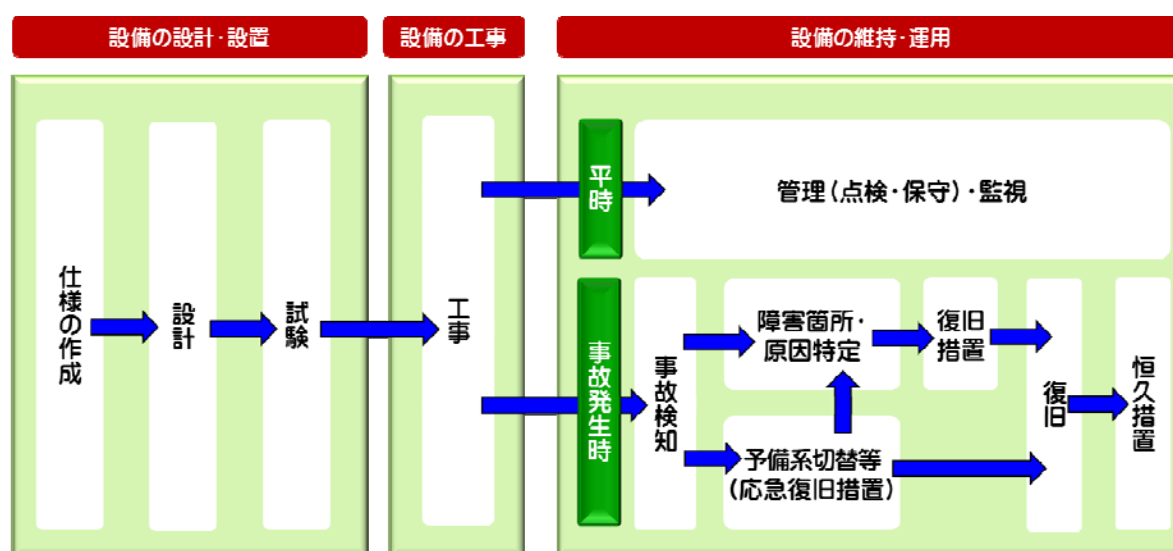 設備の設計・設置
設備の工事
設備の維持・運用
仕様の作成
設計
試験
工事
平時
管理（点検・保守）・監視
事故発生時
事故検知
障害箇所・
原因特定
復旧
措置
予備系切替等
（応急復旧措置）
復旧
恒久措置